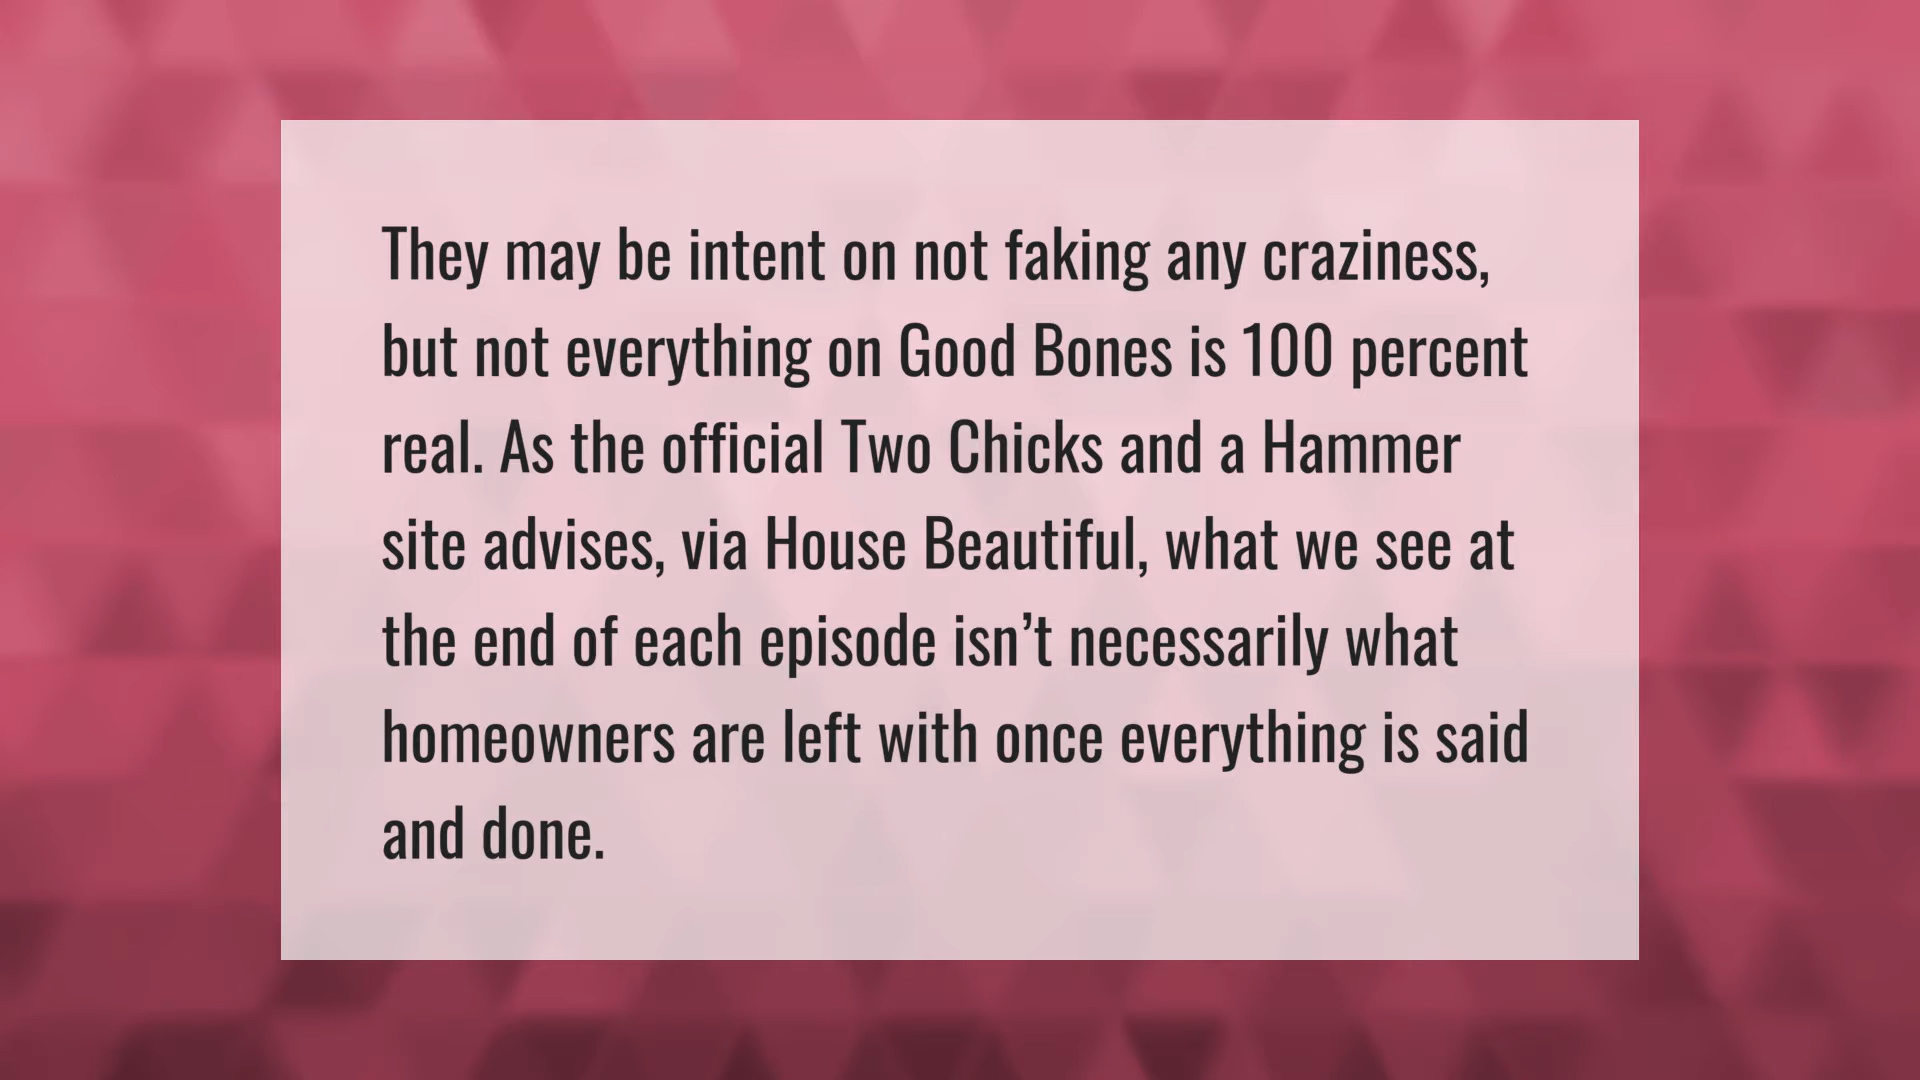 They may be intent on not faking any craziness,
but not everything on Good Bones is 100 percent
real. As the official Two Chicks and a Hammer
site advises, via House Beautiful, what we see at
the end of each episode isn’t necessarily what
homeowners are left with once everything is said
and done.